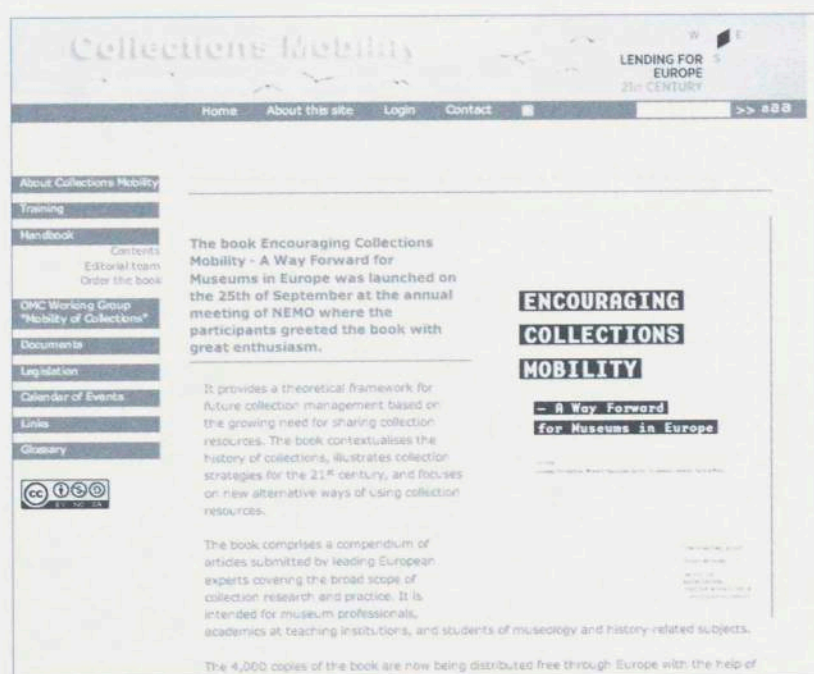 Collections Mobility
W E
LENDING FOR S
EUROPE
21st CENTURY
Home About this site Login Contact
>> aaa
About Collections Mobility
Training
Handbook
Contents
Editorial team
Order the book
OMC Working Group
"Mobility of Collections"
Documents
Legislation
Calendar of Events
Links
Glossary
cc
BY NC SA
The book Encouraging Collections
Mobility - A Way Forward for
Museums in Europe was launched on
the 25th of September at the annual
meeting of NEMO where the
participants greeted the book with
great enthusiasm.
It provides a theoretical framework for
future collection management based on
the growing need for sharing collection
resources. The book contextualises the
history of collections, illustrates collection
strategies for the 21st century, and focuses
on new alternative ways of using collection
resources.
The book comprises a compendium of
articles submitted by leading European
experts covering the broad scope of
collection research and practice. It is
intended for museum professionals,
academics at teaching institutions, and students of museology and history-related subjects.
The 4,000 copies of the book are now being distributed free through Europe with the help of
ENCOURAGING
COLLECTIONS
MOBILITY
– A Way Forward
for Museums in Europe